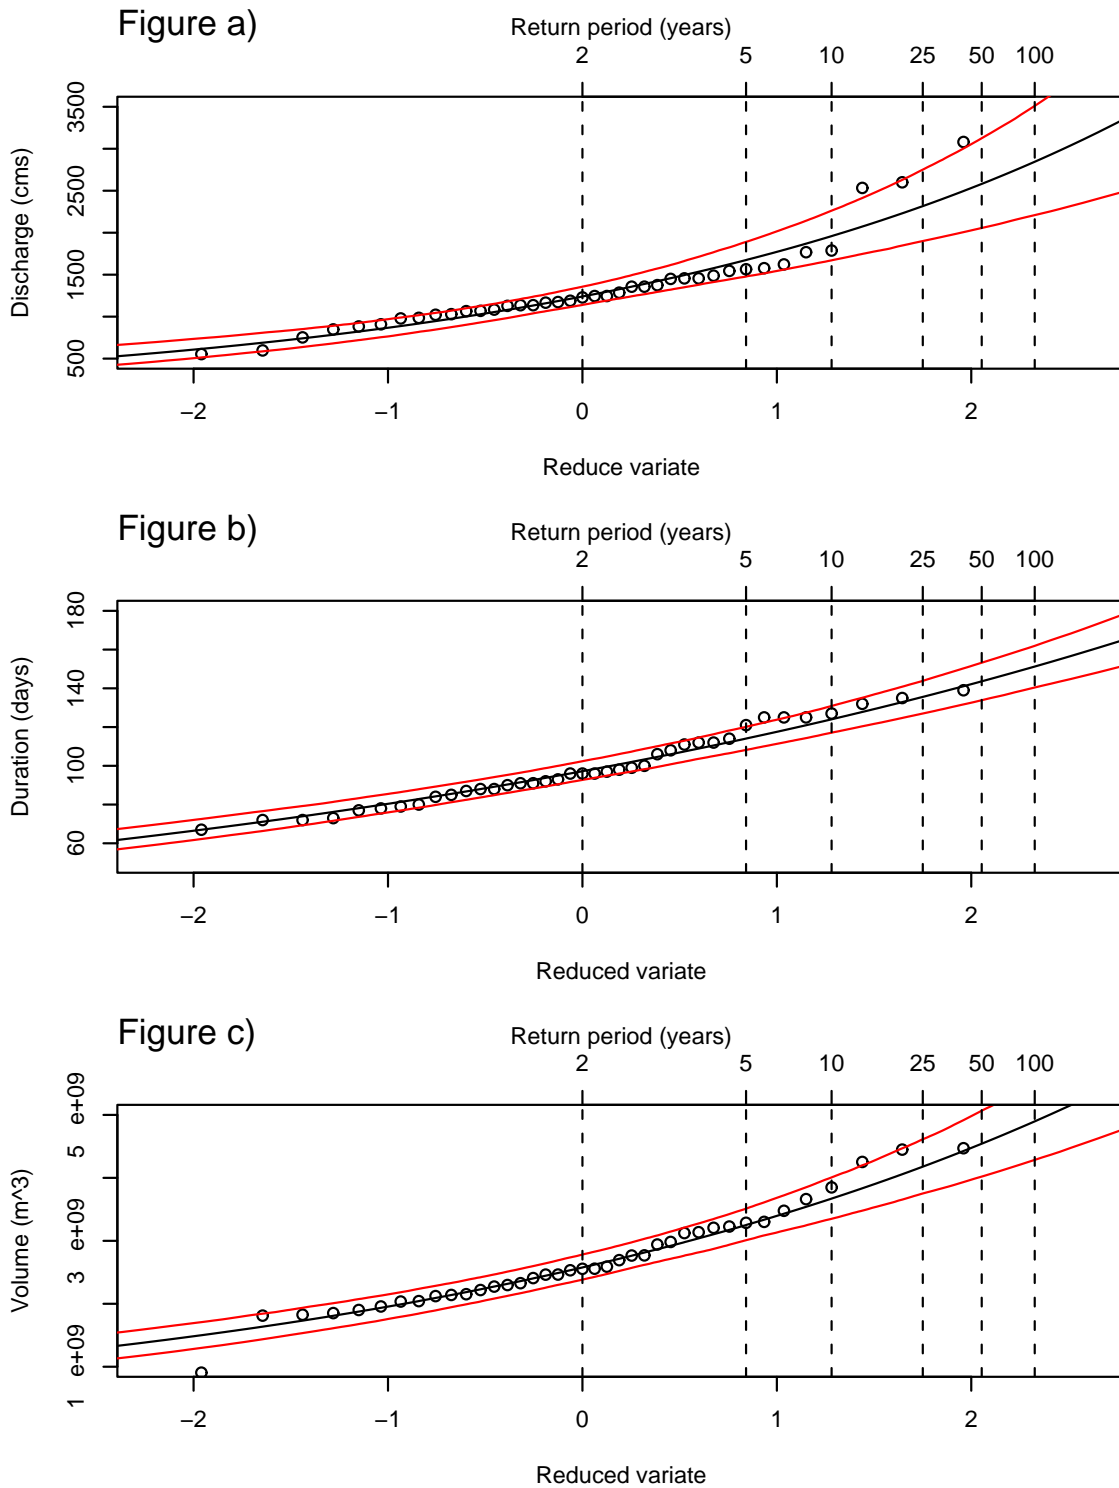 Figure a)
Return period (years)
2 5 10 25 50 100
Discharge (cms)
3500
2500
1500
500
−2 −1 0 1 2
Reduce variate
Figure b)
Return period (years)
2 5 10 25 50 100
Duration (days)
180
140
100
60
−2 −1 0 1 2
Reduced variate
Figure c)
Return period (years)
2 5 10 25 50 100
Volume (m^3)
5 e+09
3 e+09
1 e+09
−2 −1 0 1 2
Reduced variate